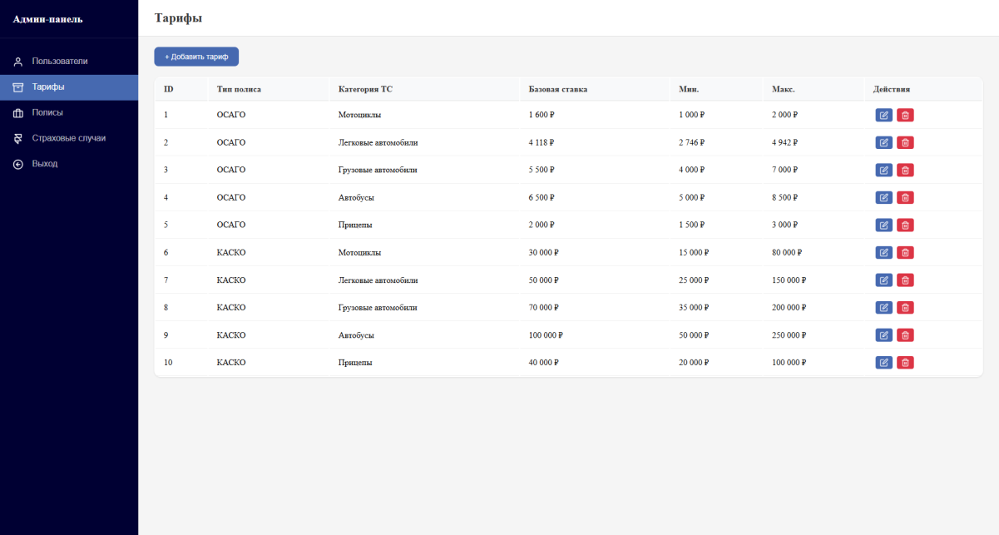 Админ-панель
Пользователи
Тарифы
Полисы
Страховые случаи
Выход
Тарифы
+ Добавить тариф
ID Тип полиса Категория ТС Базовая ставка Мин. Макс. Действия
1 ОСАГО Мотоциклы 1 600 ₽ 1 000 ₽ 2 000 ₽
2 ОСАГО Легковые автомобили 4 118 ₽ 2 746 ₽ 4 942 ₽
3 ОСАГО Грузовые автомобили 5 500 ₽ 4 000 ₽ 7 000 ₽
4 ОСАГО Автобусы 6 500 ₽ 5 000 ₽ 8 500 ₽
5 ОСАГО Прицепы 2 000 ₽ 1 500 ₽ 3 000 ₽
6 КАСКО Мотоциклы 30 000 ₽ 15 000 ₽ 80 000 ₽
7 КАСКО Легковые автомобили 50 000 ₽ 25 000 ₽ 150 000 ₽
8 КАСКО Грузовые автомобили 70 000 ₽ 35 000 ₽ 200 000 ₽
9 КАСКО Автобусы 100 000 ₽ 50 000 ₽ 250 000 ₽
10 КАСКО Прицепы 40 000 ₽ 20 000 ₽ 100 000 ₽